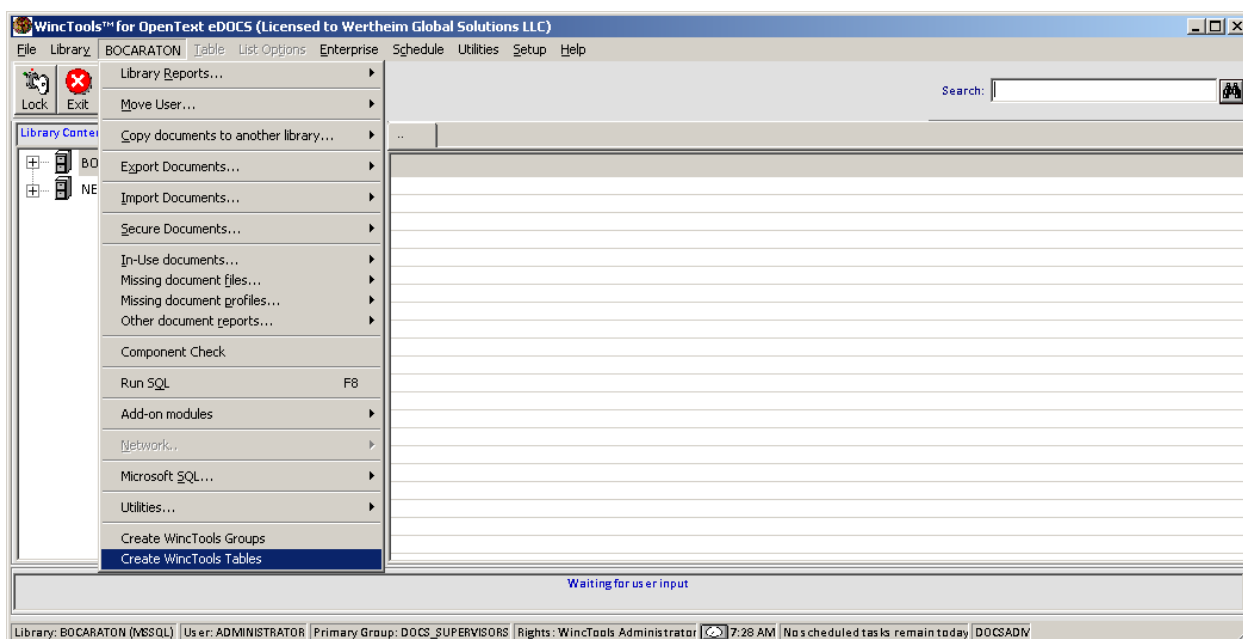 WincTools™ for OpenText eDOCS (Licensed to Wertheim Global Solutions LLC)
File Library BOCARATON Table List Options Enterprise Schedule Utilities Setup Help
Lock Exit
Search:
Library Conte
..
BO
NE
Library Reports...
Move User...
Copy documents to another library...
Export Documents...
Import Documents...
Secure Documents...
In-Use documents...
Missing document files...
Missing document profiles...
Other document reports...
Component Check
Run SQL F8
Add-on modules
Network..
Microsoft SQL...
Utilities...
Create WincTools Groups
Create WincTools Tables
Waiting for user input
Library: BOCARATON (MSSQL) User: ADMINISTRATOR Primary Group: DOCS_SUPERVISORS Rights: WincTools Administrator 7:28 AM No scheduled tasks remain today DOCSADM